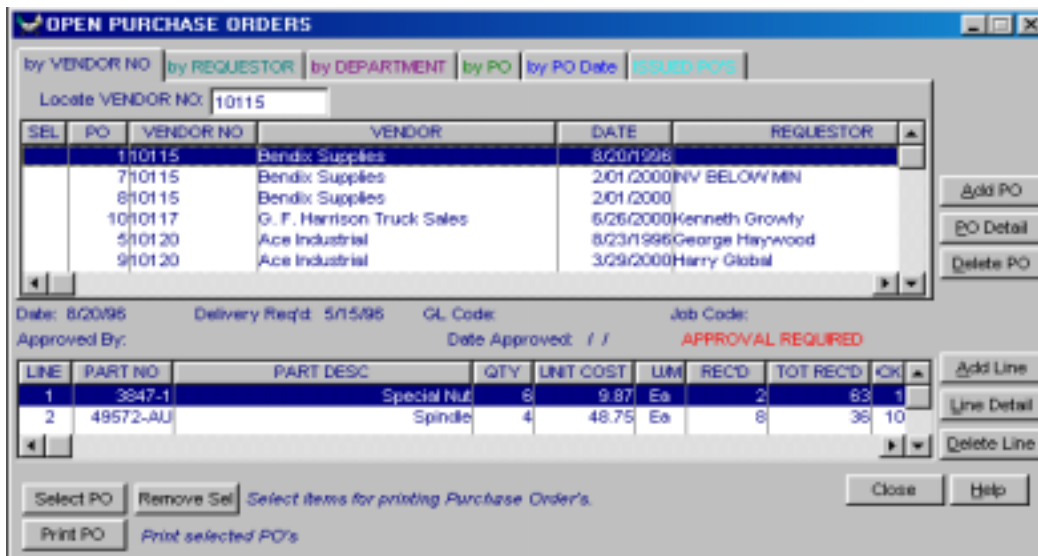 OPEN PURCHASE ORDERS
by VENDOR NO by REQUESTOR by DEPARTMENT by PO by PO Date ISSUED PO'S
Locate VENDOR NO: 10115
SEL PO VENDOR NO VENDOR DATE REQUESTOR
1 10115 Bendix Supplies 8/20/1996
7 10115 Bendix Supplies 2/01/2000 INV BELOW MIN
8 10115 Bendix Supplies 2/01/2000
10 10117 G. F. Harrison Truck Sales 6/26/2000 Kenneth Growty
5 10120 Ace Industrial 8/23/1996 George Haywood
9 10120 Ace Industrial 3/29/2000 Harry Global
Add PO
PO Detail
Delete PO
Date: 8/20/96 Delivery Req'd: 5/15/96 GL Code: Job Code:
Approved By: Date Approved: / / APPROVAL REQUIRED
LINE PART NO PART DESC QTY UNIT COST U/M REC'D TOT REC'D CK
1 3847-1 Special Nut 6 9.87 Ea 2 63 1
2 49572-AU Spindle 4 48.75 Ea 8 36 10
Add Line
Line Detail
Delete Line
Select PO Remove Sel Select items for printing Purchase Order's.
Close Help
Print PO Print selected PO's